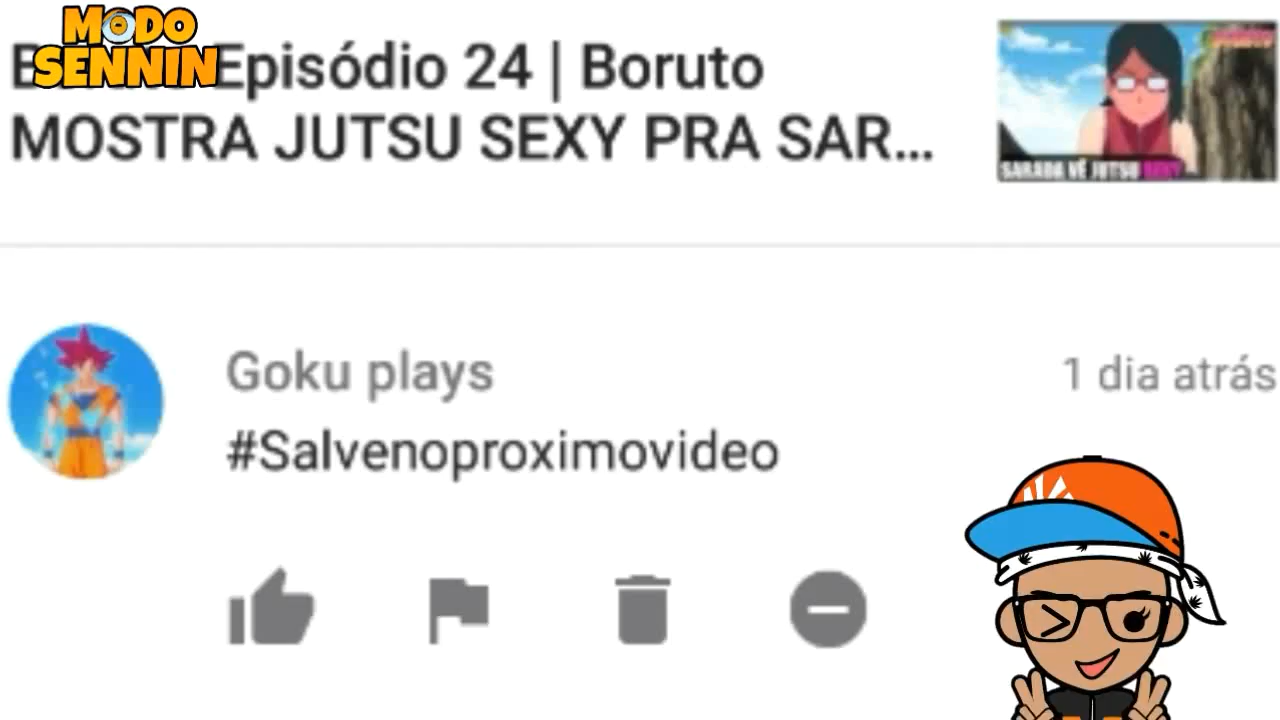 MODO
SENNIN
Episódio 24 | Boruto
MOSTRA JUTSU SEXY PRA SAR...
SARADA VÊ JUTSU SEXY
Goku plays
1 dia atrás
#Salvenoproximovideo